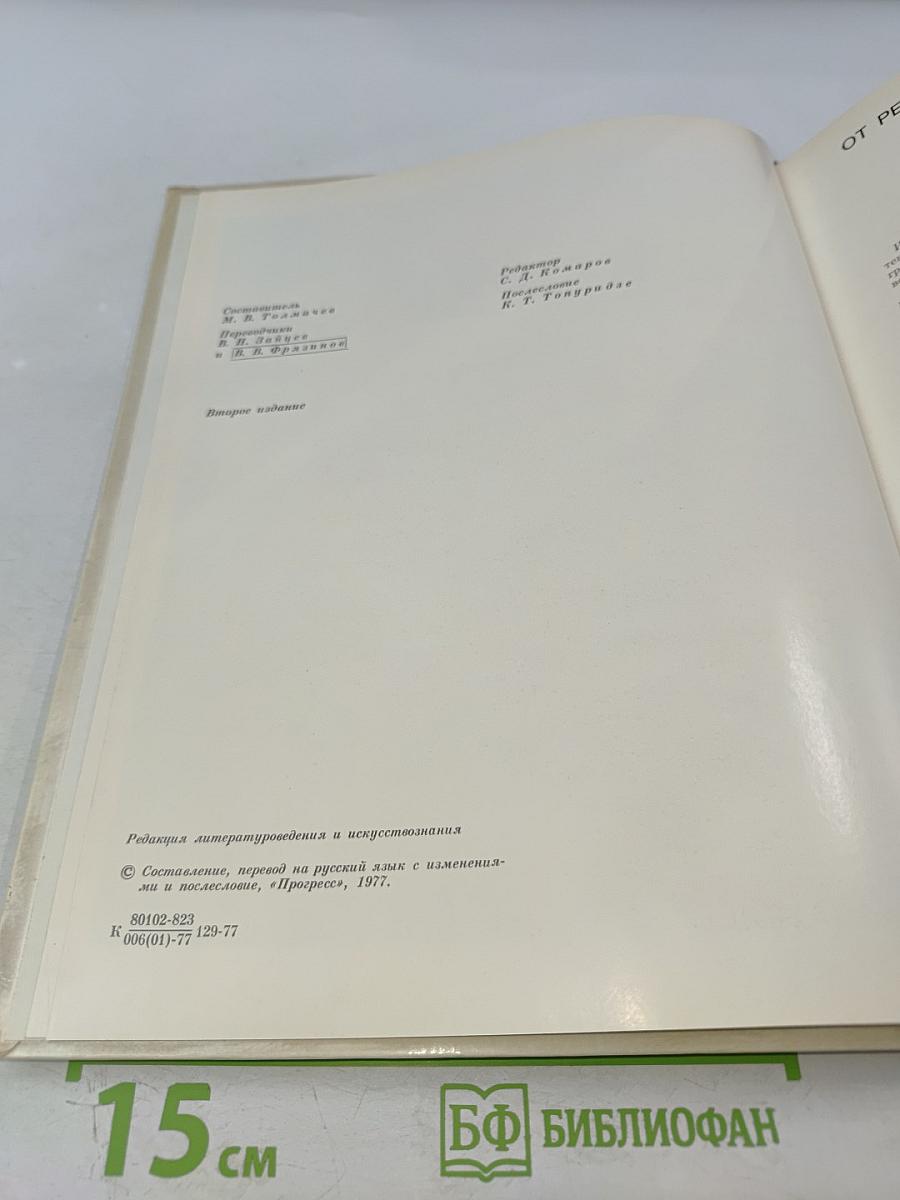 Составитель
М. В. Толмачев
Переводчики
В. П. Зайцев
и В. В. Фрязинов
Редактор
С. Д. Комаров
Послесловие
К. Т. Топуридзе
Второе издание
Редакция литературоведения и искусствознания
© Составление, перевод на русский язык с изменения-
ми и послесловие, «Прогресс», 1977.
К 80102-823
006(01)-77 129-77
ОТ РЕ
15 см
БФ БИБЛИОФАН